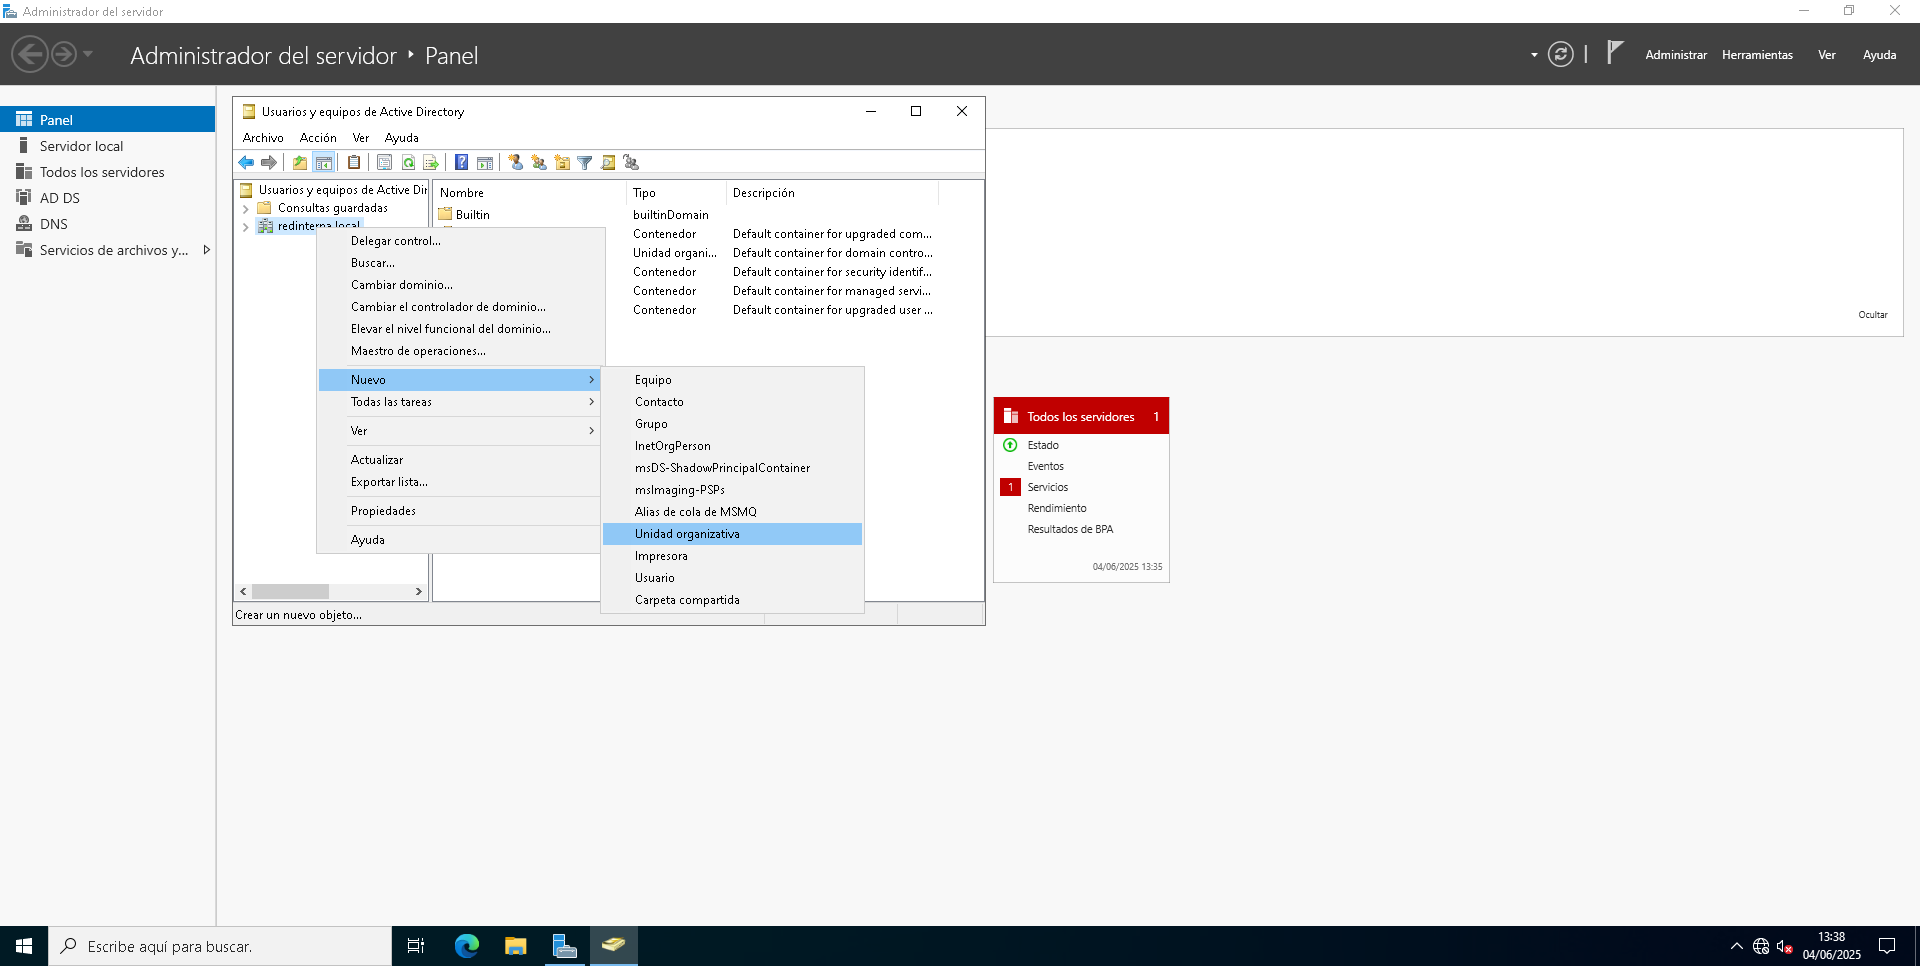 Administrador del servidor
Administrador del servidor ‣ Panel
Administrar Herramientas Ver Ayuda
Panel
Servidor local
Todos los servidores
AD DS
DNS
Servicios de archivos y...
Usuarios y equipos de Active Directory
Archivo Acción Ver Ayuda
Usuarios y equipos de Active Dir
Consultas guardadas
redinterna.local
Nombre Tipo Descripción
Builtin builtinDomain
Contenedor Default container for upgraded com...
Unidad organi... Default container for domain contro...
Contenedor Default container for security identif...
Contenedor Default container for managed servi...
Contenedor Default container for upgraded user ...
Delegar control...
Buscar...
Cambiar dominio...
Cambiar el controlador de dominio...
Elevar el nivel funcional del dominio...
Maestro de operaciones...
Nuevo
Todas las tareas
Ver
Actualizar
Exportar lista...
Propiedades
Ayuda
Equipo
Contacto
Grupo
InetOrgPerson
msDS-ShadowPrincipalContainer
msImaging-PSPs
Alias de cola de MSMQ
Unidad organizativa
Impresora
Usuario
Carpeta compartida
Crear un nuevo objeto...
Ocultar
Todos los servidores 1
Estado
Eventos
1 Servicios
Rendimiento
Resultados de BPA
04/06/2025 13:35
Escribe aquí para buscar.
13:38
04/06/2025